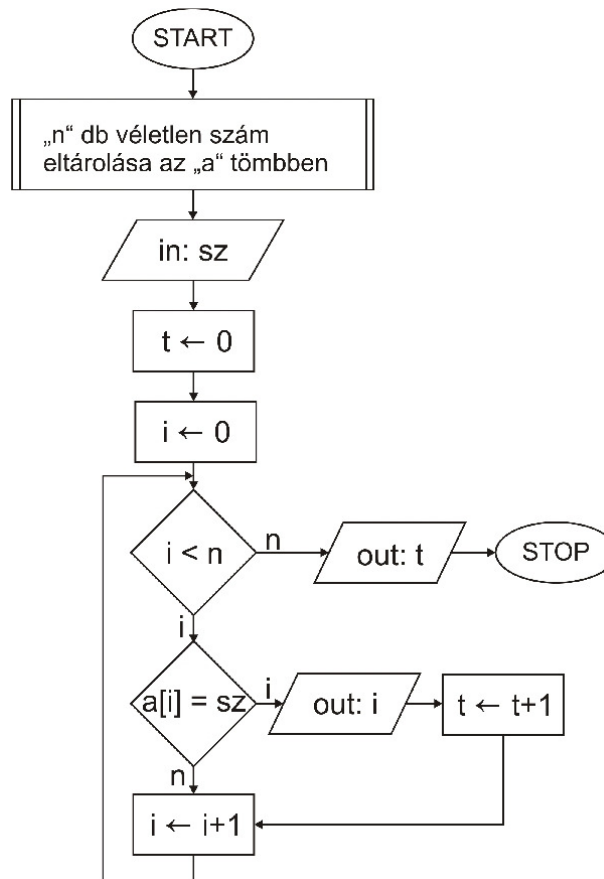 START
„n“ db véletlen szám
eltárolása az „a“ tömbben
in: sz
t ← 0
i ← 0
i < n
n
out: t
STOP
i
a[i] = sz
i
out: i
t ← t+1
n
i ← i+1